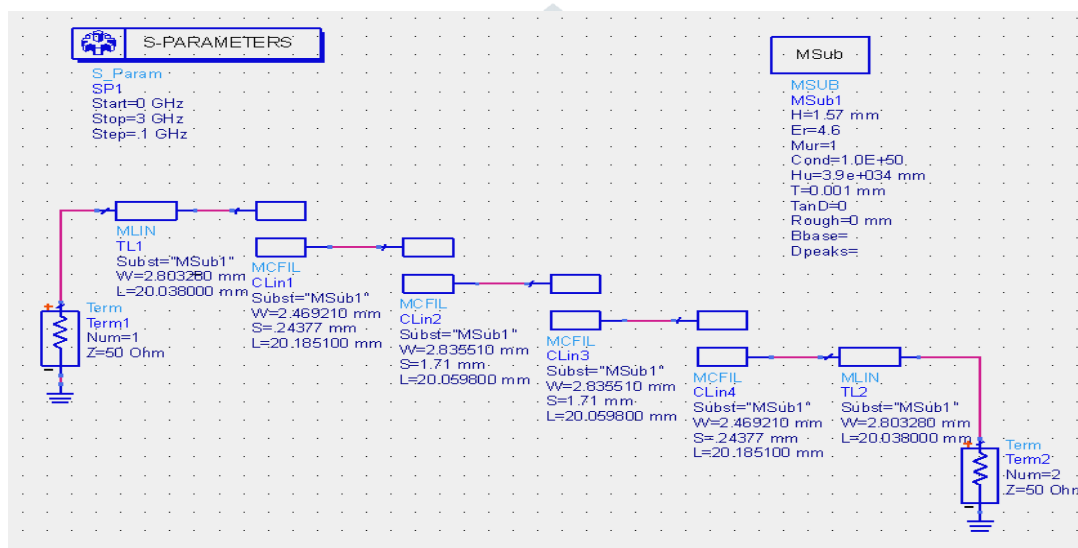 S-PARAMETERS
S_Param
SP1
Start=0 GHz
Stop=3 GHz
Step=.1 GHz
MSub
MSUB
MSub1
H=1.57 mm
Er=4.6
Mur=1
Cond=1.0E+50
Hu=3.9e+034 mm
T=0.001 mm
TanD=0
Rough=0 mm
Bbase=
Dpeaks=
MLIN
TL1
Subst="MSub1"
W=2.803280 mm
L=20.038000 mm
Term
Term1
Num=1
Z=50 Ohm
MCFIL
CLin1
Subst="MSub1"
W=2.469210 mm
S=.24377 mm
L=20.185100 mm
MCFIL
CLin2
Subst="MSub1"
W=2.835510 mm
S=1.71 mm
L=20.059800 mm
MCFIL
CLin3
Subst="MSub1"
W=2.835510 mm
S=1.71 mm
L=20.059800 mm
MCFIL
CLin4
Subst="MSub1"
W=2.469210 mm
S=.24377 mm
L=20.185100 mm
MLIN
TL2
Subst="MSub1"
W=2.803280 mm
L=20.038000 mm
Term
Term2
Num=2
Z=50 Ohm